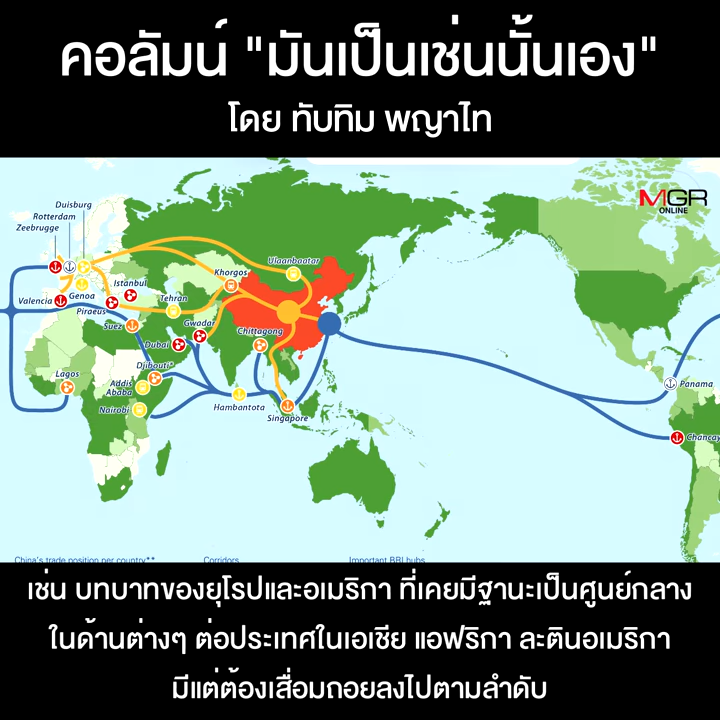 คอลัมน์ "มันเป็นเช่นนั้นเอง"
โดย ทับทิม พญาไท
MGR
ONLINE
Duisburg
Rotterdam
Zeebrugge
Ulaanbaatar
Khorgos
Istanbul
Genoa
Valencia
Piraeus
Tehran
Suez
Gwadar
Chittagong
Dubai
Djibouti
Lagos
Addis
Ababa
Nairobi
Hambantota
Singapore
Panama
Chancay
China's trade position per country**
Corridors
Important BRI hubs
เช่น บทบาทของยุโรปและอเมริกา ที่เคยมีฐานะเป็นศูนย์กลาง
ในด้านต่างๆ ต่อประเทศในเอเชีย แอฟริกา ละตินอเมริกา
มีแต่ต้องเสื่อมถอยลงไปตามลำดับ